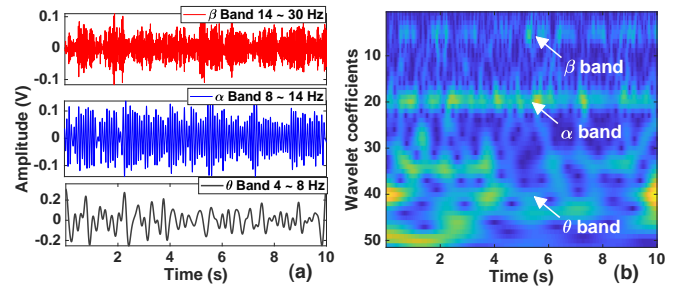 β Band 14 ~ 30 Hz
0.1
0
-0.1
α Band 8 ~ 14 Hz
0.1
0
-0.1
θ Band 4 ~ 8 Hz
0.2
0
-0.2
2 4 6 8 10
Amplitude (V)
Time (s)
(a)
β band
α band
θ band
10
20
30
40
50
0 2 4 6 8 10
Wavelet coefficients
Time (s)
(b)